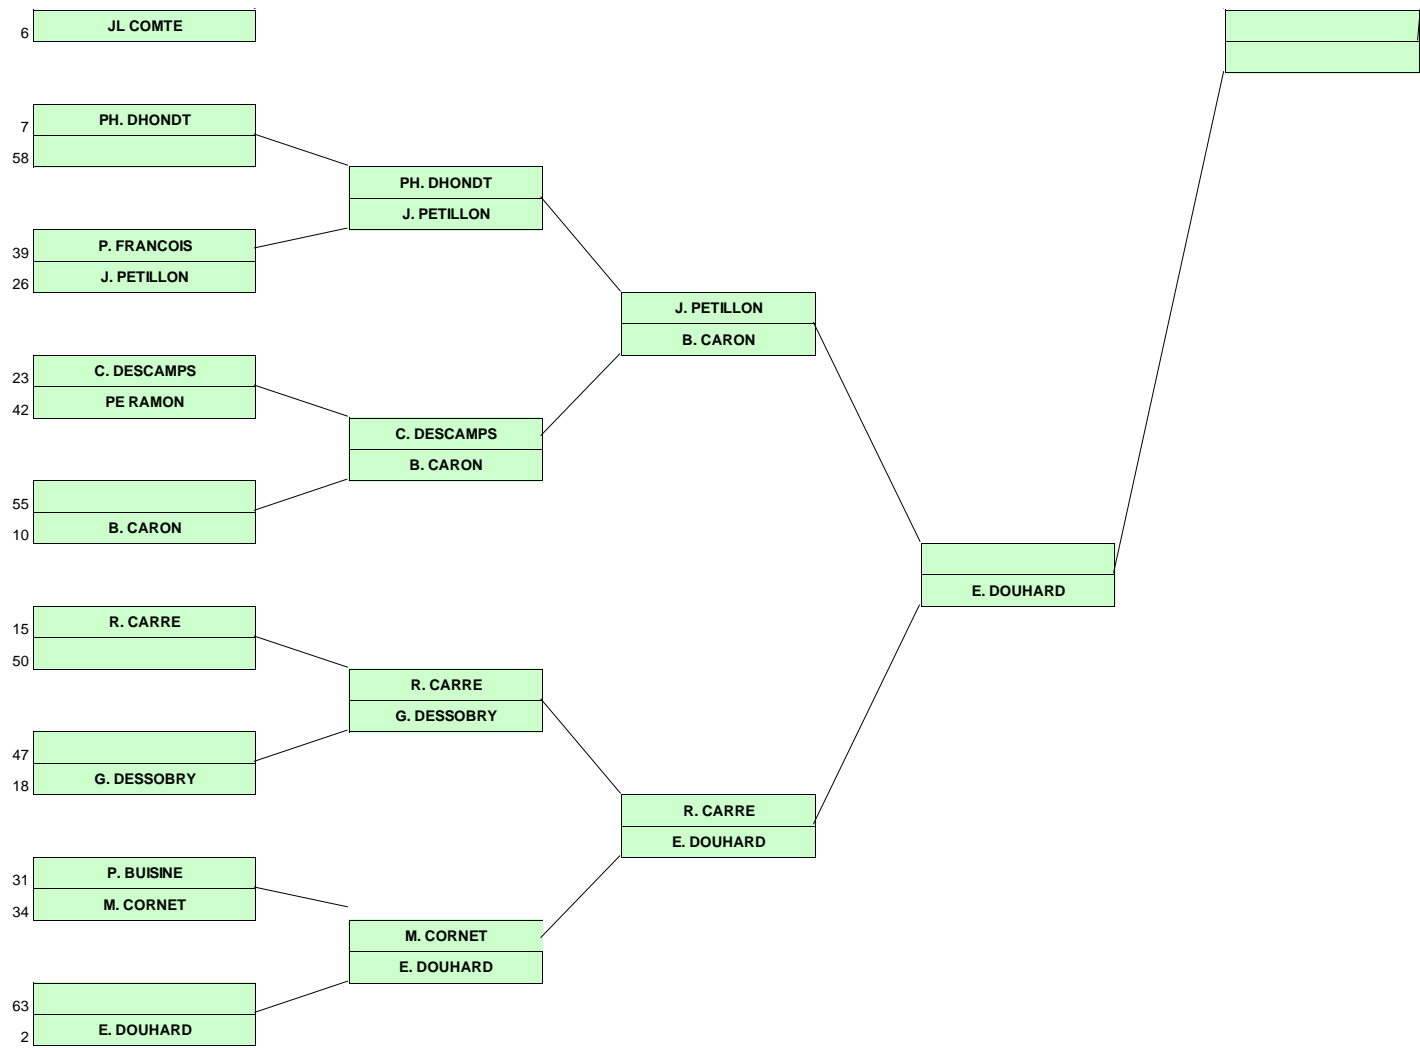 6 JL COMTE
7 PH. DHONDT
58
PH. DHONDT
J. PETILLON
39 P. FRANCOIS
26 J. PETILLON
J. PETILLON
B. CARON
23 C. DESCAMPS
42 PE RAMON
C. DESCAMPS
B. CARON
55
10 B. CARON
E. DOUHARD
15 R. CARRE
50
R. CARRE
G. DESSOBRY
47
18 G. DESSOBRY
R. CARRE
E. DOUHARD
31 P. BUISINE
34 M. CORNET
M. CORNET
E. DOUHARD
63
2 E. DOUHARD